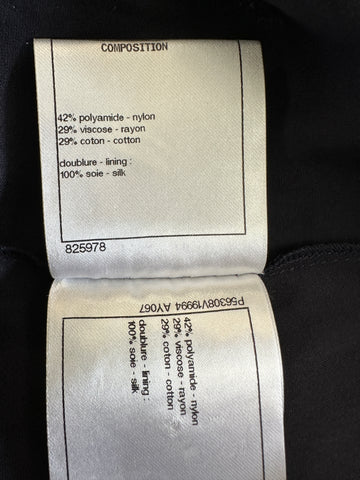 COMPOSITION
42% polyamide - nylon
29% viscose - rayon
29% coton - cotton
doublure - lining :
100% soie - silk
825978
P56308V19994 AY067
42% polyamide - nylon
29% viscose - rayon
29% coton - cotton
doublure - lining :
100% soie - silk